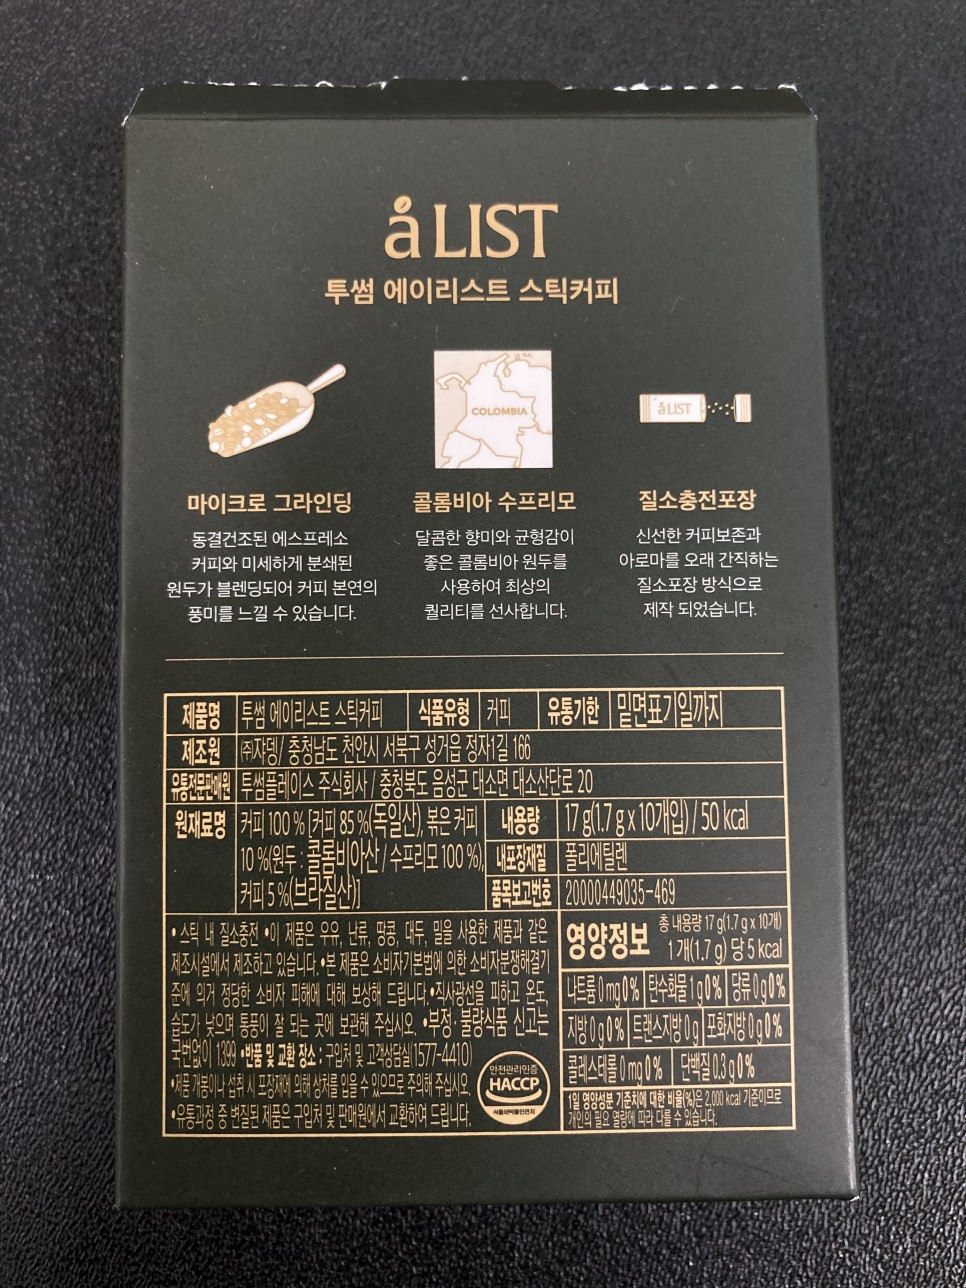 åLIST
투썸 에이리스트 스틱커피
COLOMBIA
åLIST
마이크로 그라인딩
동결건조된 에스프레소
커피와 미세하게 분쇄된
원두가 블렌딩되어 커피 본연의
풍미를 느낄 수 있습니다.
콜롬비아 수프리모
달콤한 향미와 균형감이
좋은 콜롬비아 원두를
사용하여 최상의
퀄리티를 선사합니다.
질소충전포장
신선한 커피보존과
아로마를 오래 간직하는
질소포장 방식으로
제작 되었습니다.
제품명 투썸 에이리스트 스틱커피 식품유형 커피 유통기한 밑면표기일까지
제조원 ㈜쟈뎅/ 충청남도 천안시 서북구 성거읍 정자1길 166
유통전문판매원 투썸플레이스 주식회사 / 충청북도 음성군 대소면 대소산단로 20
원재료명 커피 100 % [커피 85 %(독일산), 볶은커피
10 %(원두 : 콜롬비아산 / 수프리모 100 %),
커피 5 %(브라질산)]
내용량 17 g(1.7 g x 10개입) / 50 kcal
내포장재질 폴리에틸렌
품목보고번호 20000449035-469
• 스틱 내 질소충전 •이 제품은 우유, 난류, 땅콩, 대두, 밀을 사용한 제품과 같은
제조시설에서 제조하고 있습니다. •본 제품은 소비자기본법에 의한 소비자분쟁해결기
준에 의거 정당한 소비자 피해에 대해 보상해 드립니다. •직사광선을 피하고 온도,
습도가 낮으며 통풍이 잘 되는 곳에 보관해 주십시오. •부정·불량식품 신고는
국번없이 1399 •반품 및 교환 장소 : 구입처 및 고객상담실(1577-4410)
•제품 개봉이나 섭취 시 포장재에 의해 상처를 입을 수 있으므로 주의해 주십시오.
•유통과정 중 변질된 제품은 구입처 및 판매원에서 교환하여 드립니다.
안전관리인증
HACCP
식품의약품안전처
영양정보 총 내용량 17 g(1.7 g x 10개)
1개(1.7 g) 당 5 kcal
나트륨 0 mg 0% 탄수화물 1 g 0% 당류 0 g 0%
지방 0 g 0% 트랜스지방 0 g 포화지방 0 g 0%
콜레스테롤 0 mg 0% 단백질 0.3 g 0%
1일 영양성분 기준치에 대한 비율(%)은 2,000 kcal 기준이므로
개인의 필요 열량에 따라 다를 수 있습니다.